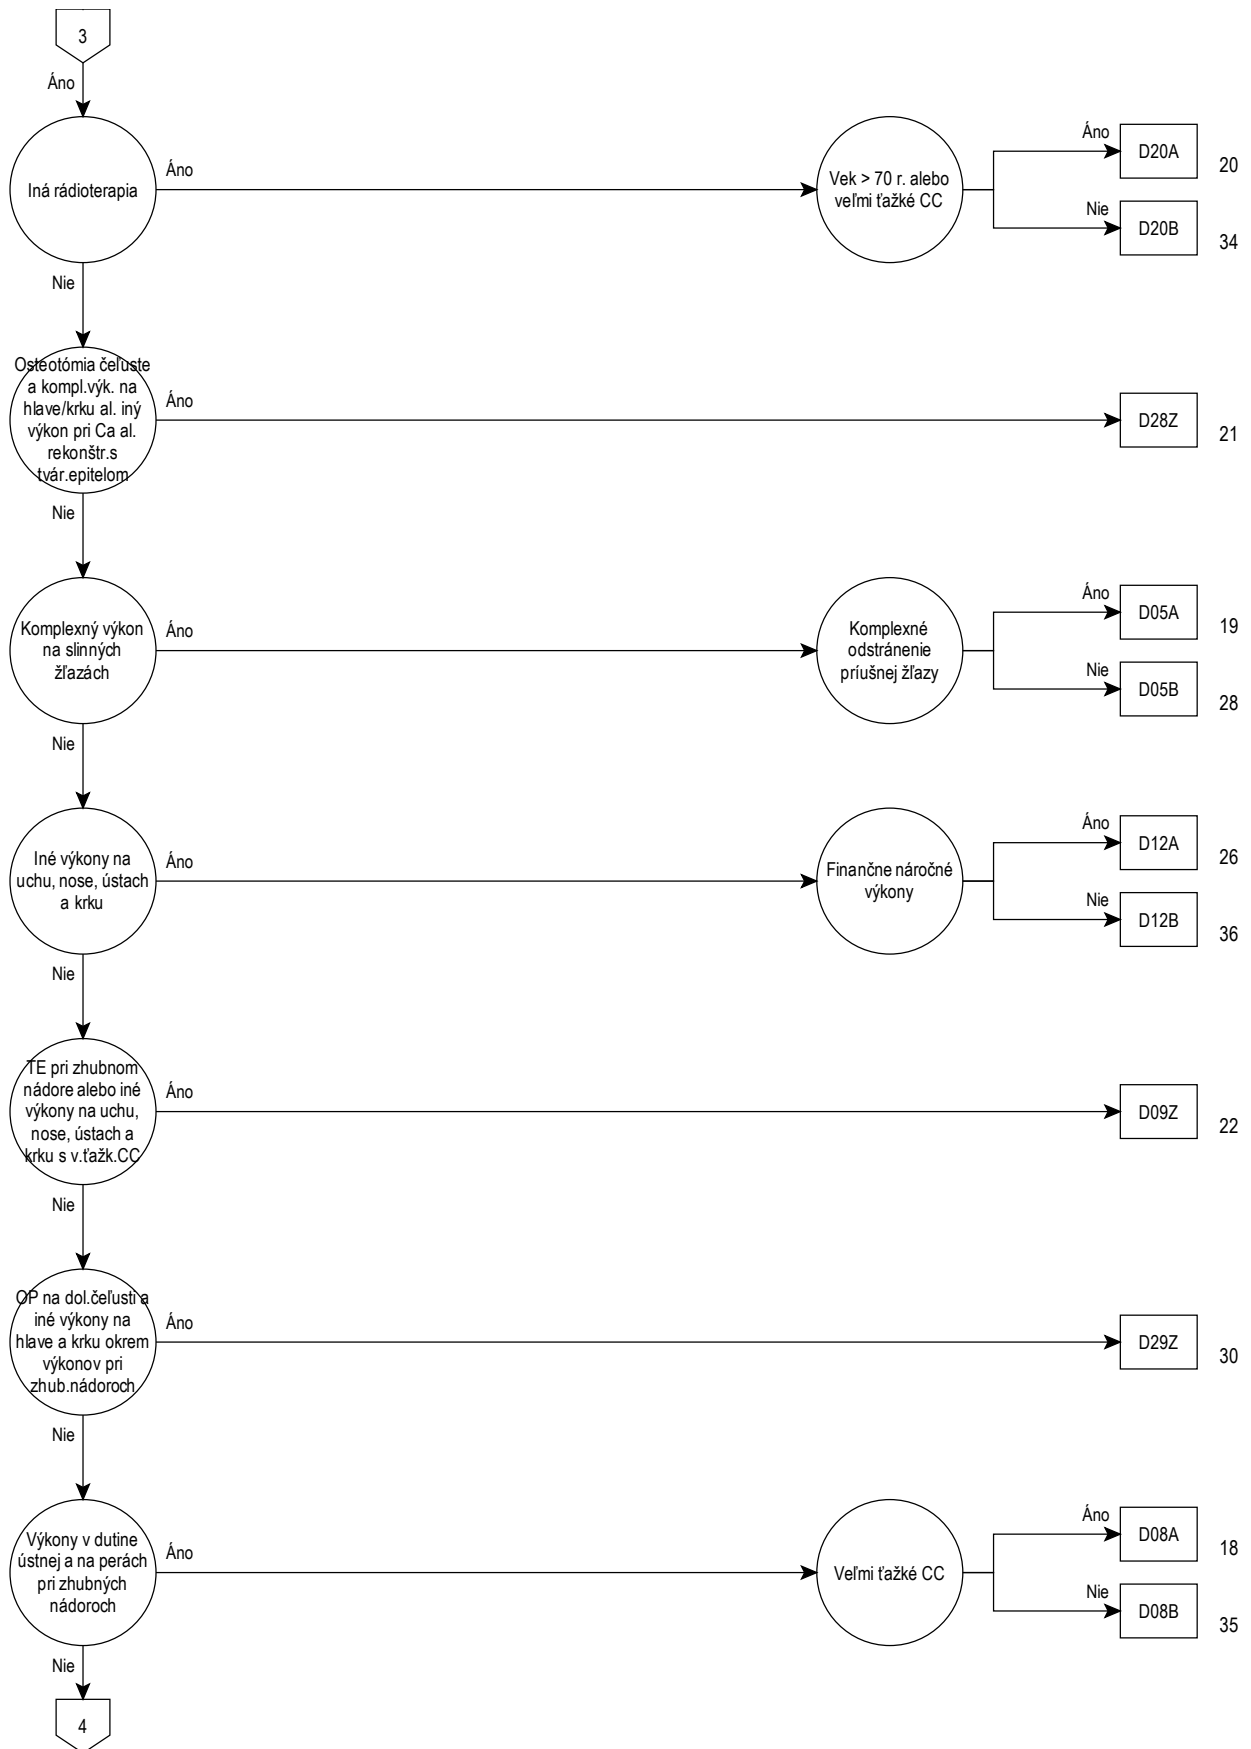 3
Áno
Iná rádioterapia
Áno
Vek > 70 r. alebo
veľmi ťažké CC
Áno
D20A
20
Nie
D20B
34
Nie
Osteotómia čeľuste
a kompl.výk. na
hlave/krku al. iný
výkon pri Ca al.
rekonštr.s
tvár.epitelom
Áno
D28Z
21
Nie
Komplexný výkon
na slinných
žľazách
Áno
Komplexné
odstránenie
príušnej žľazy
Áno
D05A
19
Nie
D05B
28
Nie
Iné výkony na
uchu, nose, ústach
a krku
Áno
Finančne náročné
výkony
Áno
D12A
26
Nie
D12B
36
Nie
TE pri zhubnom
nádore alebo iné
výkony na uchu,
nose, ústach a
krku s v.ťažk.CC
Áno
D09Z
22
Nie
OP na dol.čeľusti a
iné výkony na
hlave a krku okrem
výkonov pri
zhub.nádoroch
Áno
D29Z
30
Nie
Výkony v dutine
ústnej a na perách
pri zhubných
nádoroch
Áno
Veľmi ťažké CC
Áno
D08A
18
Nie
D08B
35
Nie
4